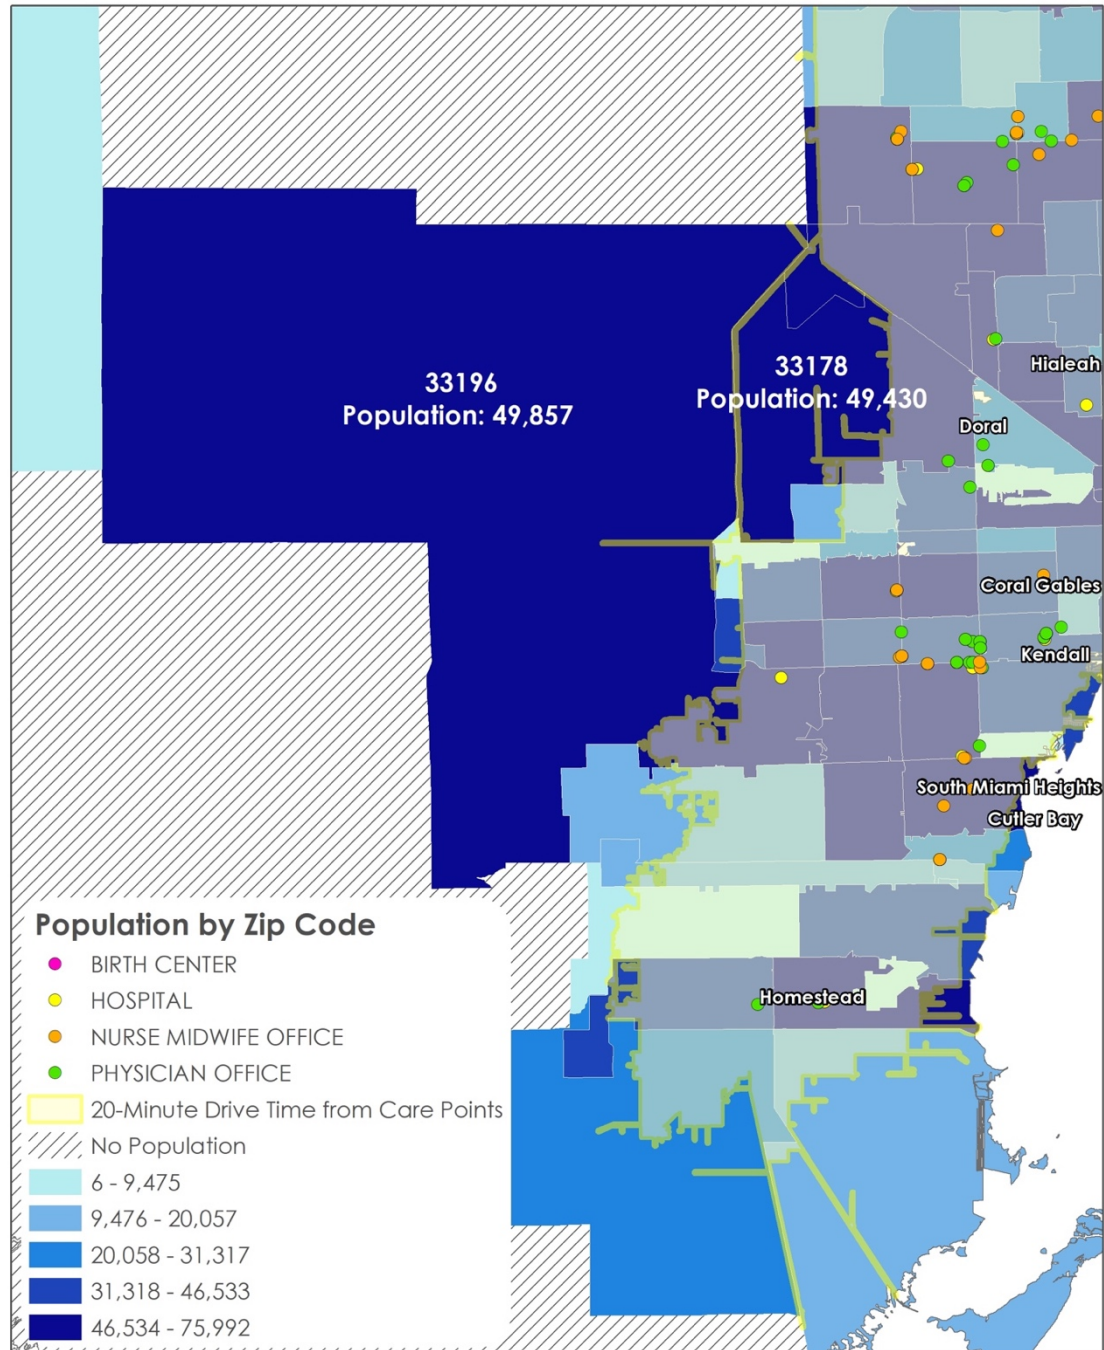 33196
Population: 49,857
33178
Population: 49,430
Hialeah
Doral
Coral Gables
Kendall
South Miami Heights
Cutler Bay
Homestead
Population by Zip Code
BIRTH CENTER
HOSPITAL
NURSE MIDWIFE OFFICE
PHYSICIAN OFFICE
20-Minute Drive Time from Care Points
No Population
6 - 9,475
9,476 - 20,057
20,058 - 31,317
31,318 - 46,533
46,534 - 75,992